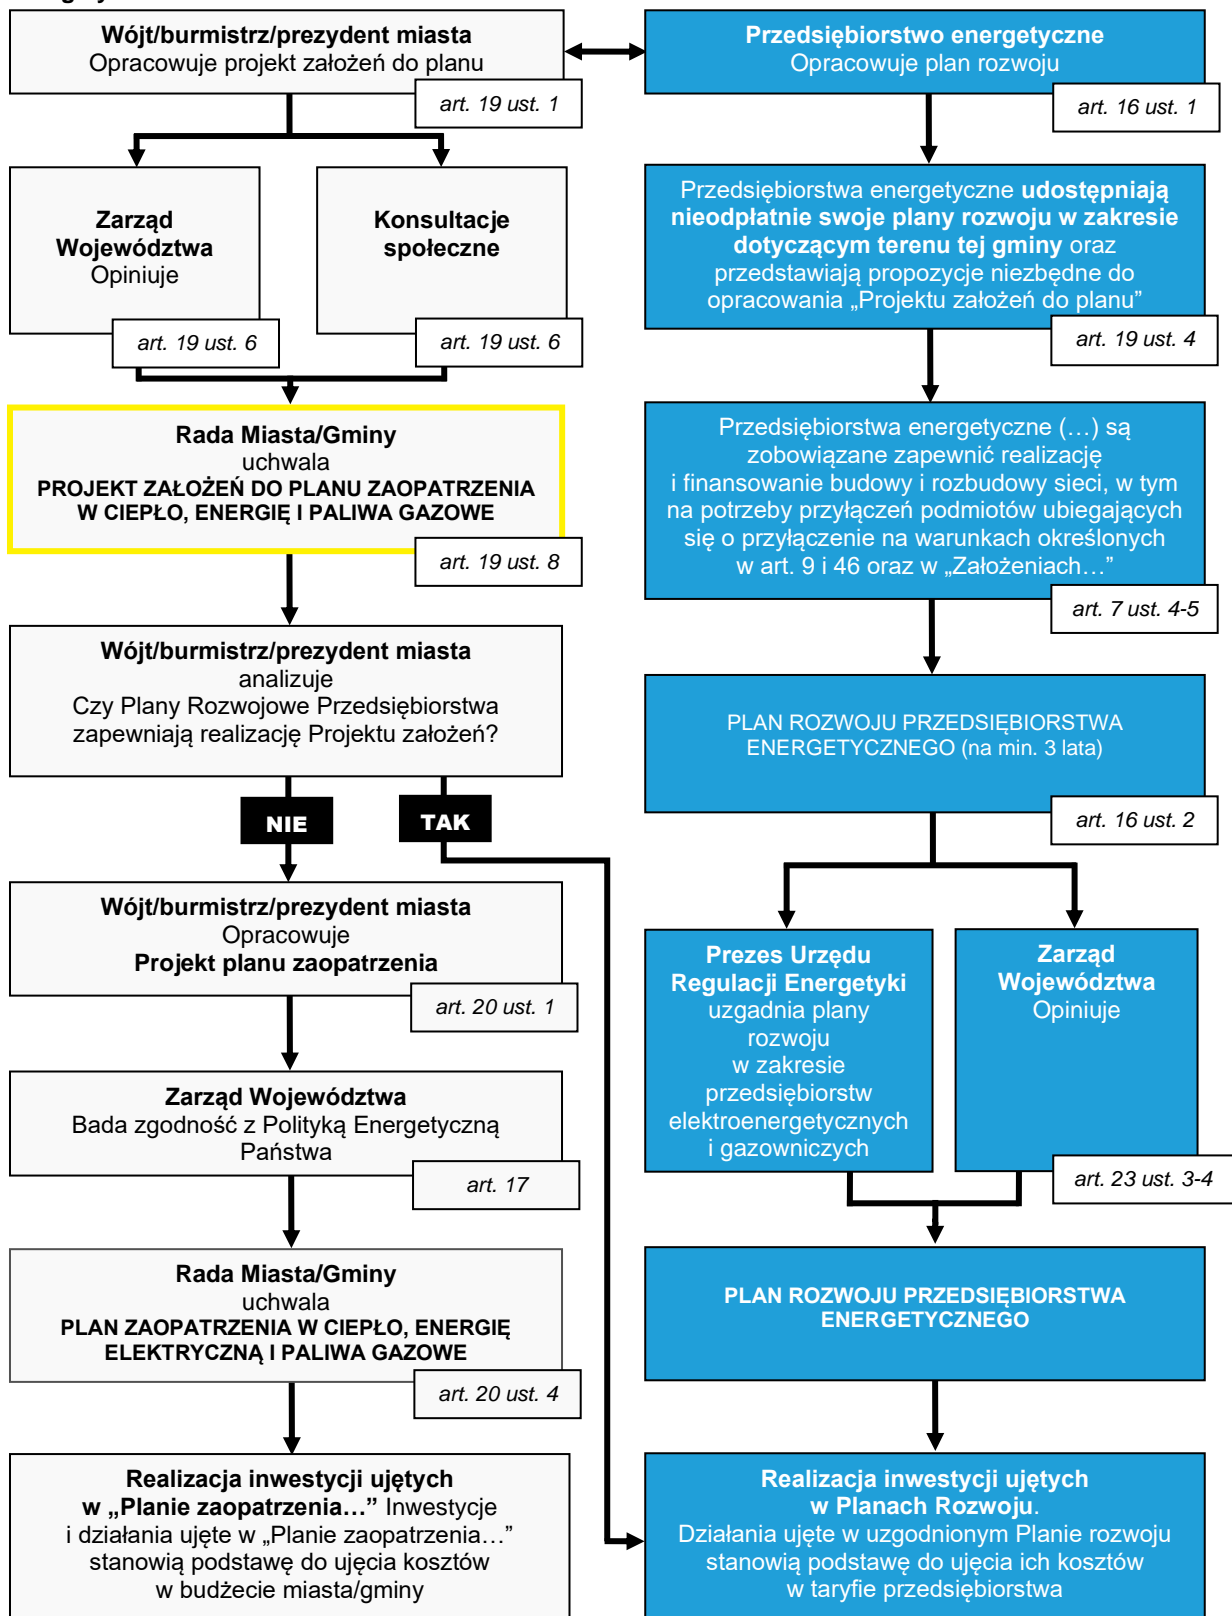 Wójt/burmistrz/prezydent miasta
Opracowuje projekt założeń do planu
art. 19 ust. 1
Przedsiębiorstwo energetyczne
Opracowuje plan rozwoju
art. 16 ust. 1
Zarząd
Województwa
Opiniuje
art. 19 ust. 6
Konsultacje
społeczne
art. 19 ust. 6
Przedsiębiorstwa energetyczne udostępniają
nieodpłatnie swoje plany rozwoju w zakresie
dotyczącym terenu tej gminy oraz
przedstawiają propozycje niezbędne do
opracowania „Projektu założeń do planu”
art. 19 ust. 4
Rada Miasta/Gminy
uchwala
PROJEKT ZAŁOŻEŃ DO PLANU ZAOPATRZENIA
W CIEPŁO, ENERGIĘ I PALIWA GAZOWE
art. 19 ust. 8
Przedsiębiorstwa energetyczne (…) są
zobowiązane zapewnić realizację
i finansowanie budowy i rozbudowy sieci, w tym
na potrzeby przyłączeń podmiotów ubiegających
się o przyłączenie na warunkach określonych
w art. 9 i 46 oraz w „Założeniach…”
art. 7 ust. 4-5
Wójt/burmistrz/prezydent miasta
analizuje
Czy Plany Rozwojowe Przedsiębiorstwa
zapewniają realizację Projektu założeń?
NIE
TAK
PLAN ROZWOJU PRZEDSIĘBIORSTWA
ENERGETYCZNEGO (na min. 3 lata)
art. 16 ust. 2
Wójt/burmistrz/prezydent miasta
Opracowuje
Projekt planu zaopatrzenia
art. 20 ust. 1
Prezes Urzędu
Regulacji Energetyki
uzgadnia plany
rozwoju
w zakresie
przedsiębiorstw
elektroenergetycznych
i gazowniczych
Zarząd
Województwa
Opiniuje
art. 23 ust. 3-4
Zarząd Województwa
Bada zgodność z Polityką Energetyczną
Państwa
art. 17
Rada Miasta/Gminy
uchwala
PLAN ZAOPATRZENIA W CIEPŁO, ENERGIĘ
ELEKTRYCZNĄ I PALIWA GAZOWE
art. 20 ust. 4
PLAN ROZWOJU PRZEDSIĘBIORSTWA
ENERGETYCZNEGO
Realizacja inwestycji ujętych
w „Planie zaopatrzenia…” Inwestycje
i działania ujęte w „Planie zaopatrzenia…”
stanowią podstawę do ujęcia kosztów
w budżecie miasta/gminy
Realizacja inwestycji ujętych
w Planach Rozwoju.
Działania ujęte w uzgodnionym Planie rozwoju
stanowią podstawę do ujęcia ich kosztów
w taryfie przedsiębiorstwa